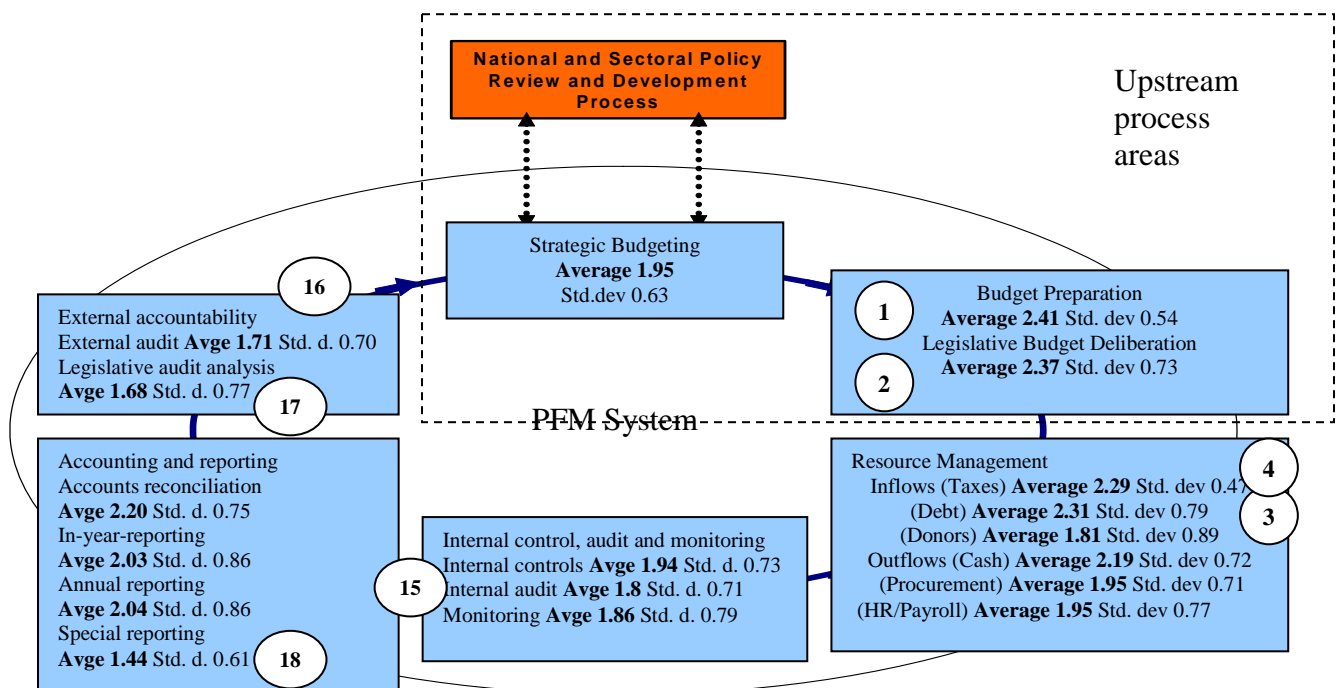 National and Sectoral Policy
Review and Development
Process
Upstream
process
areas
Strategic Budgeting
Average 1.95
Std.dev 0.63
16
External accountability
External audit Avge 1.71 Std. d. 0.70
Legislative audit analysis
Avge 1.68 Std. d. 0.77
17
1
Budget Preparation
Average 2.41 Std. dev 0.54
Legislative Budget Deliberation
Average 2.37 Std. dev 0.73
2
PFM System
Accounting and reporting
Accounts reconciliation
Avge 2.20 Std. d. 0.75
In-year-reporting
Avge 2.03 Std. d. 0.86
Annual reporting
Avge 2.04 Std. d. 0.86
Special reporting
Avge 1.44 Std. d. 0.61
18
15
Internal control, audit and monitoring
Internal controls Avge 1.94 Std. d. 0.73
Internal audit Avge 1.8 Std. d. 0.71
Monitoring Avge 1.86 Std. d. 0.79
Resource Management
Inflows (Taxes) Average 2.29 Std. dev 0.47
(Debt) Average 2.31 Std. dev 0.79
(Donors) Average 1.81 Std. dev 0.89
Outflows (Cash) Average 2.19 Std. dev 0.72
(Procurement) Average 1.95 Std. dev 0.71
(HR/Payroll) Average 1.95 Std. dev 0.77
4
3